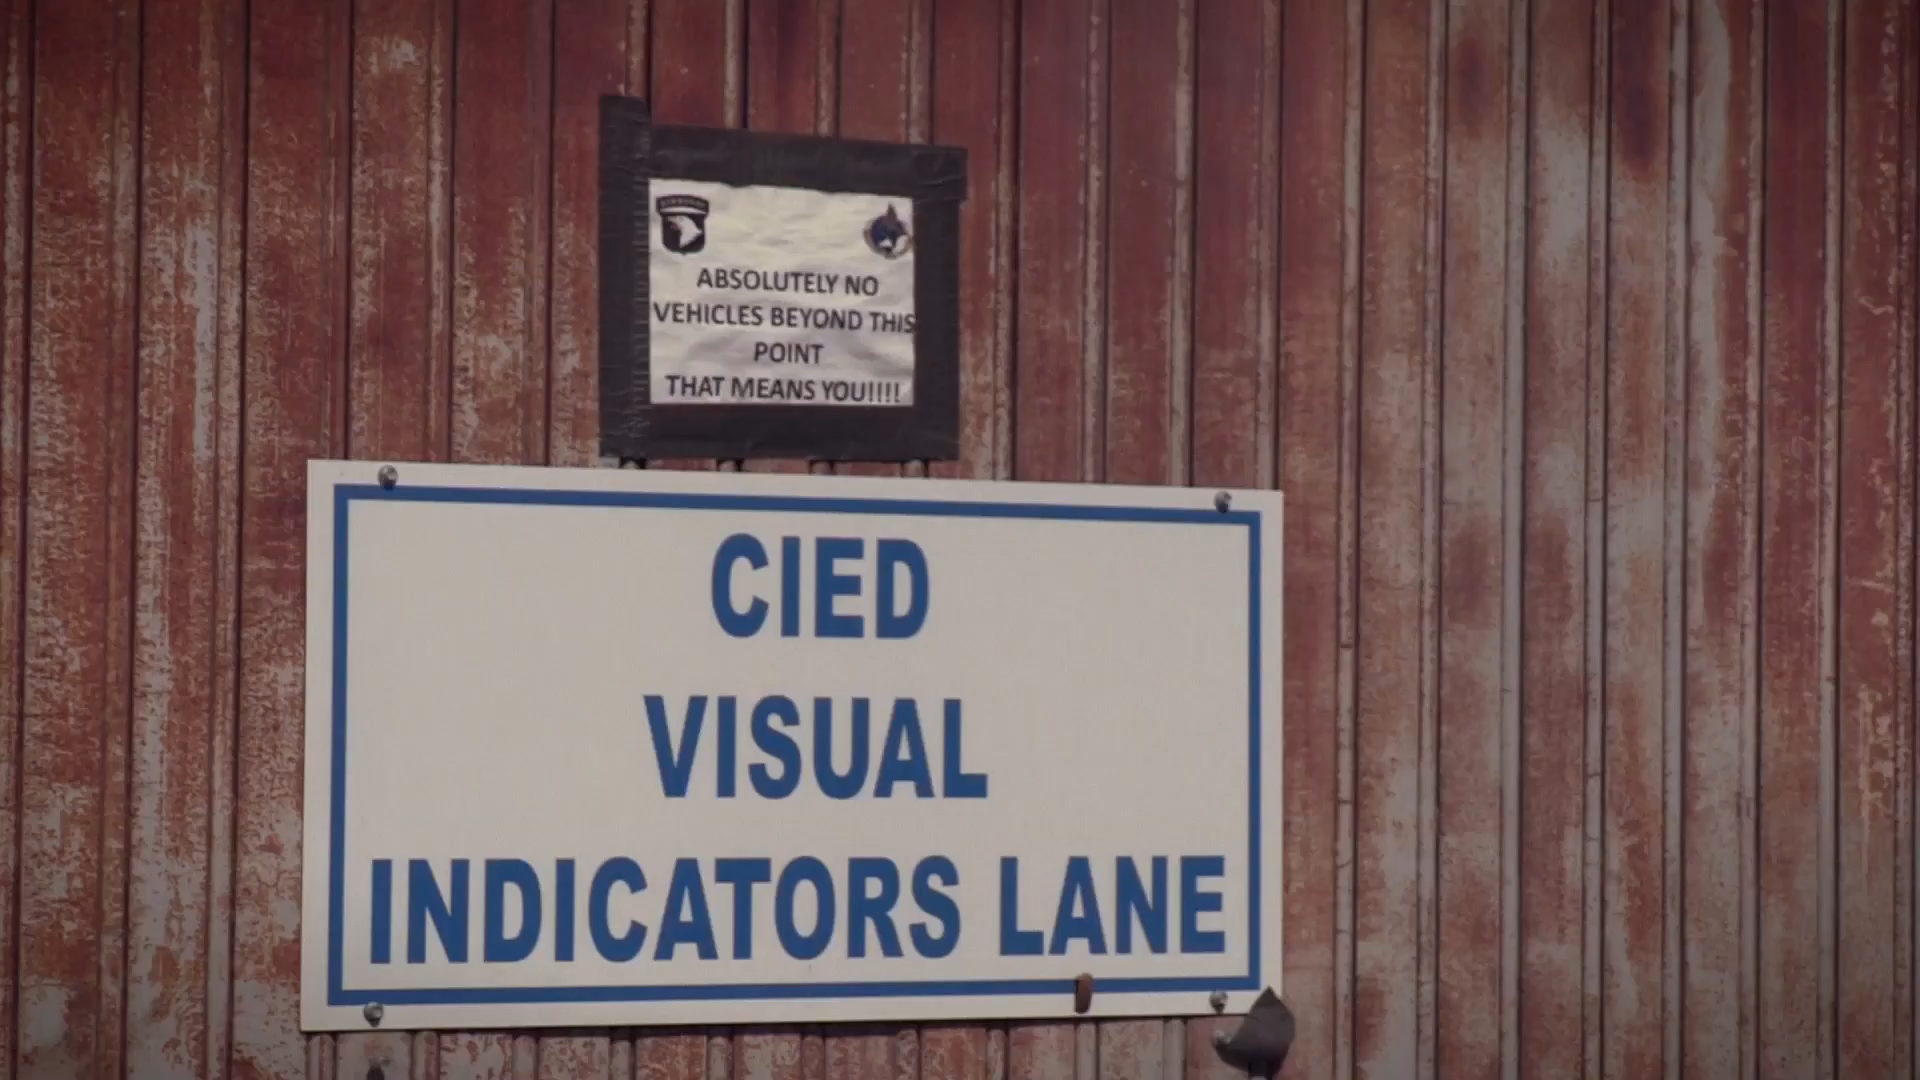 ABSOLUTELY NO
VEHICLES BEYOND THIS
POINT
THAT MEANS YOU!!!!
CIED
VISUAL
INDICATORS LANE